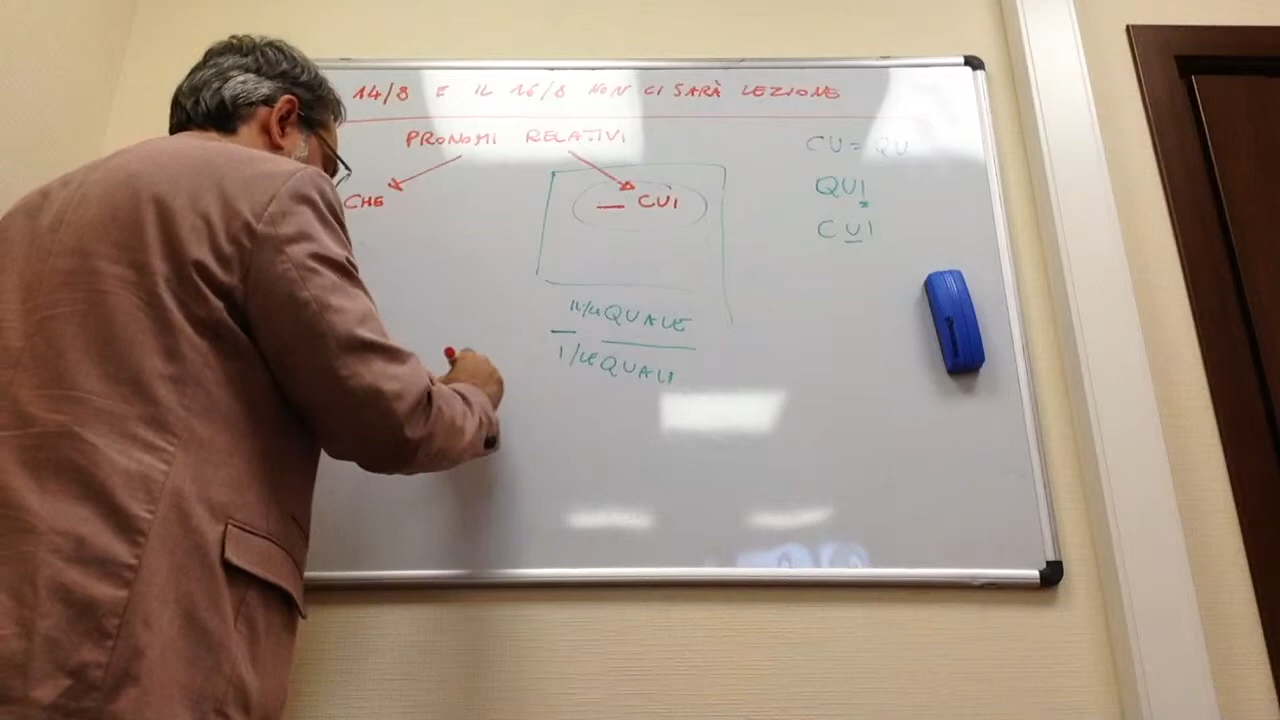 14/8 E IL 16/8 NON CI SARÀ LEZIONE
PRONOMI RELATIVI
CHE
__ CUI
IL/LA QUALE
I/LE QUALI
CU = QU
QUI
CUI